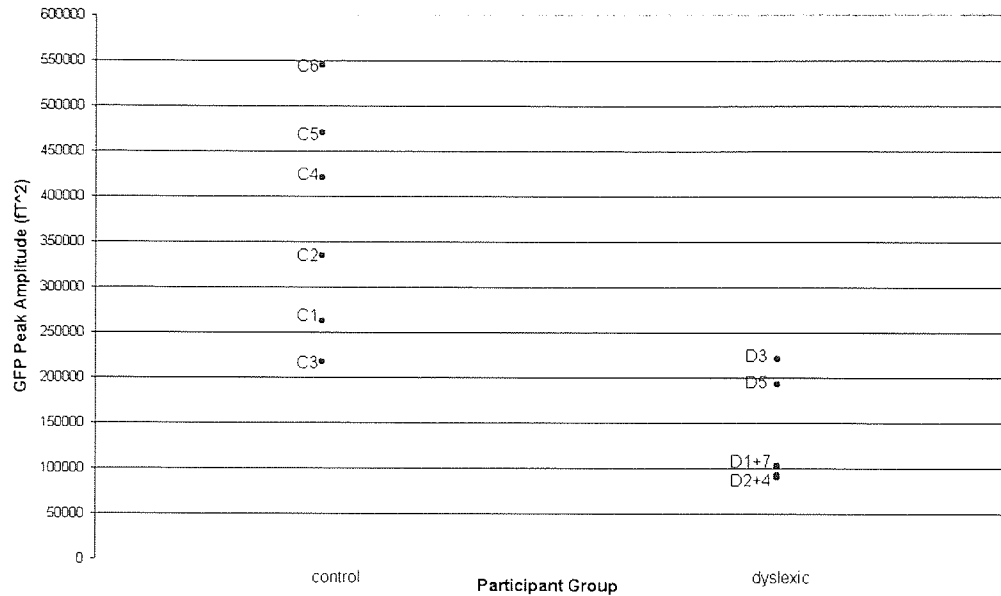 600000
550000
500000
450000
400000
350000
300000
250000
200000
150000
100000
50000
0
GFP Peak Amplitude (fT^2)
C6
C5
C4
C2
C1
C3
D3
D5
D1+7
D2+4
control
dyslexic
Participant Group